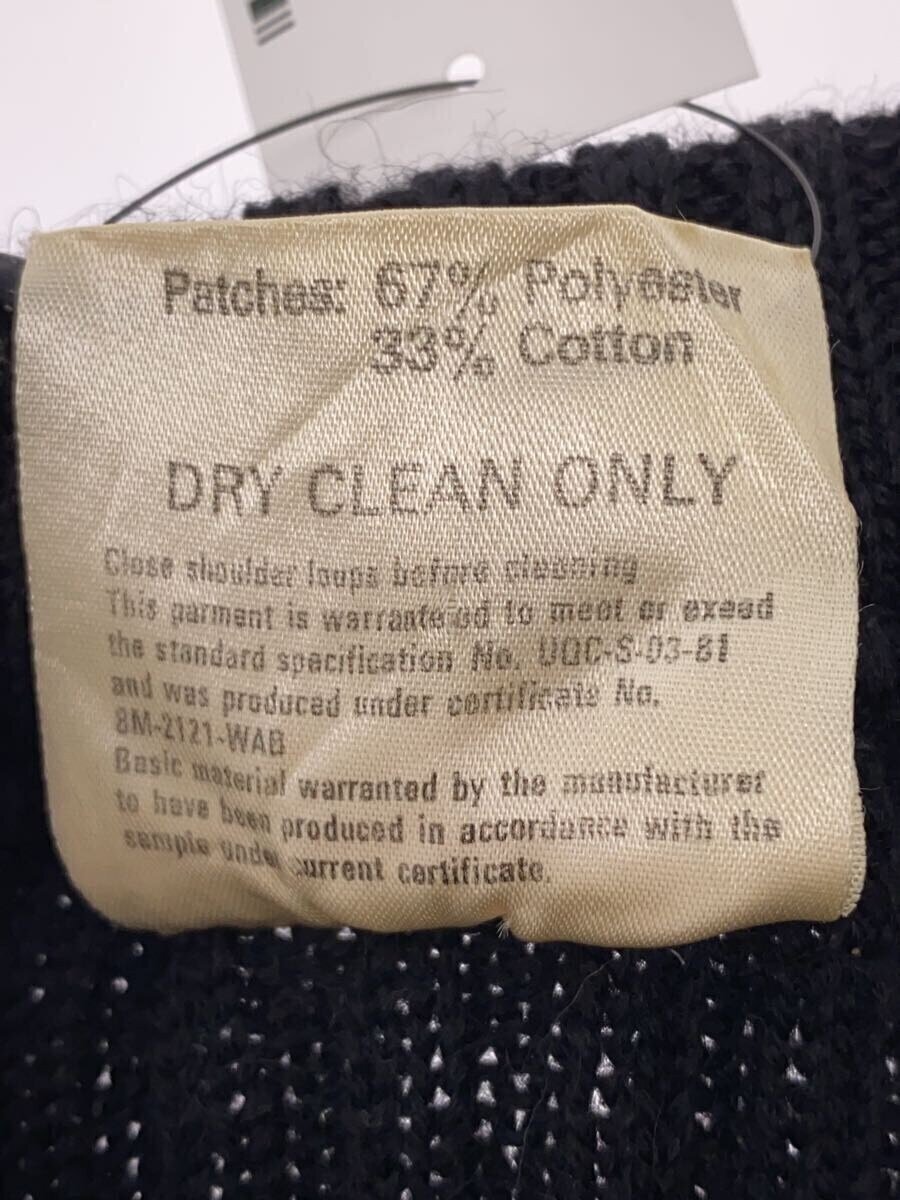 Patches: 67% Polyester
33% Cotton
DRY CLEAN ONLY
Close shoulder loops before cleaning
This garment is warranteed to meet or exeed
the standard specification No. UQC-S-03-81
and was produced under certificate No.
8M-2121-WAB
Basic material warranted by the manufacturer
to have been produced in accordance with the
sample under current certificate.